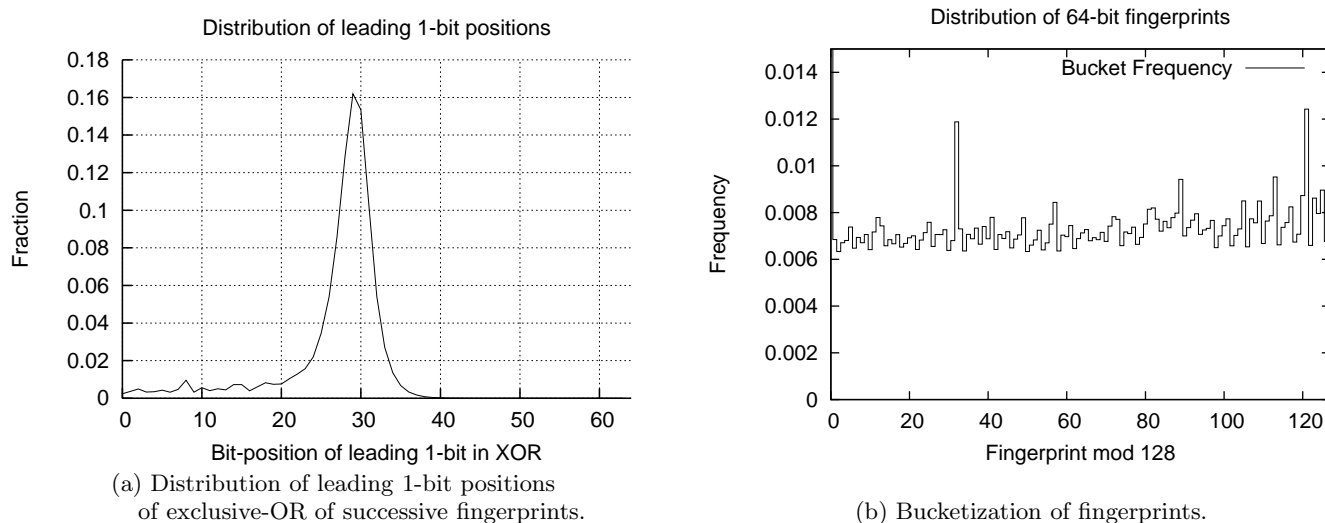 Distribution of leading 1-bit positions
0.18
0.16
0.14
0.12
0.1
0.08
0.06
0.04
0.02
0
Fraction
0 10 20 30 40 50 60
Bit-position of leading 1-bit in XOR
(a) Distribution of leading 1-bit positions
of exclusive-OR of successive fingerprints.
Distribution of 64-bit fingerprints
Bucket Frequency
0.014
0.012
0.01
0.008
0.006
0.004
0.002
0
Frequency
0 20 40 60 80 100 120
Fingerprint mod 128
(b) Bucketization of fingerprints.